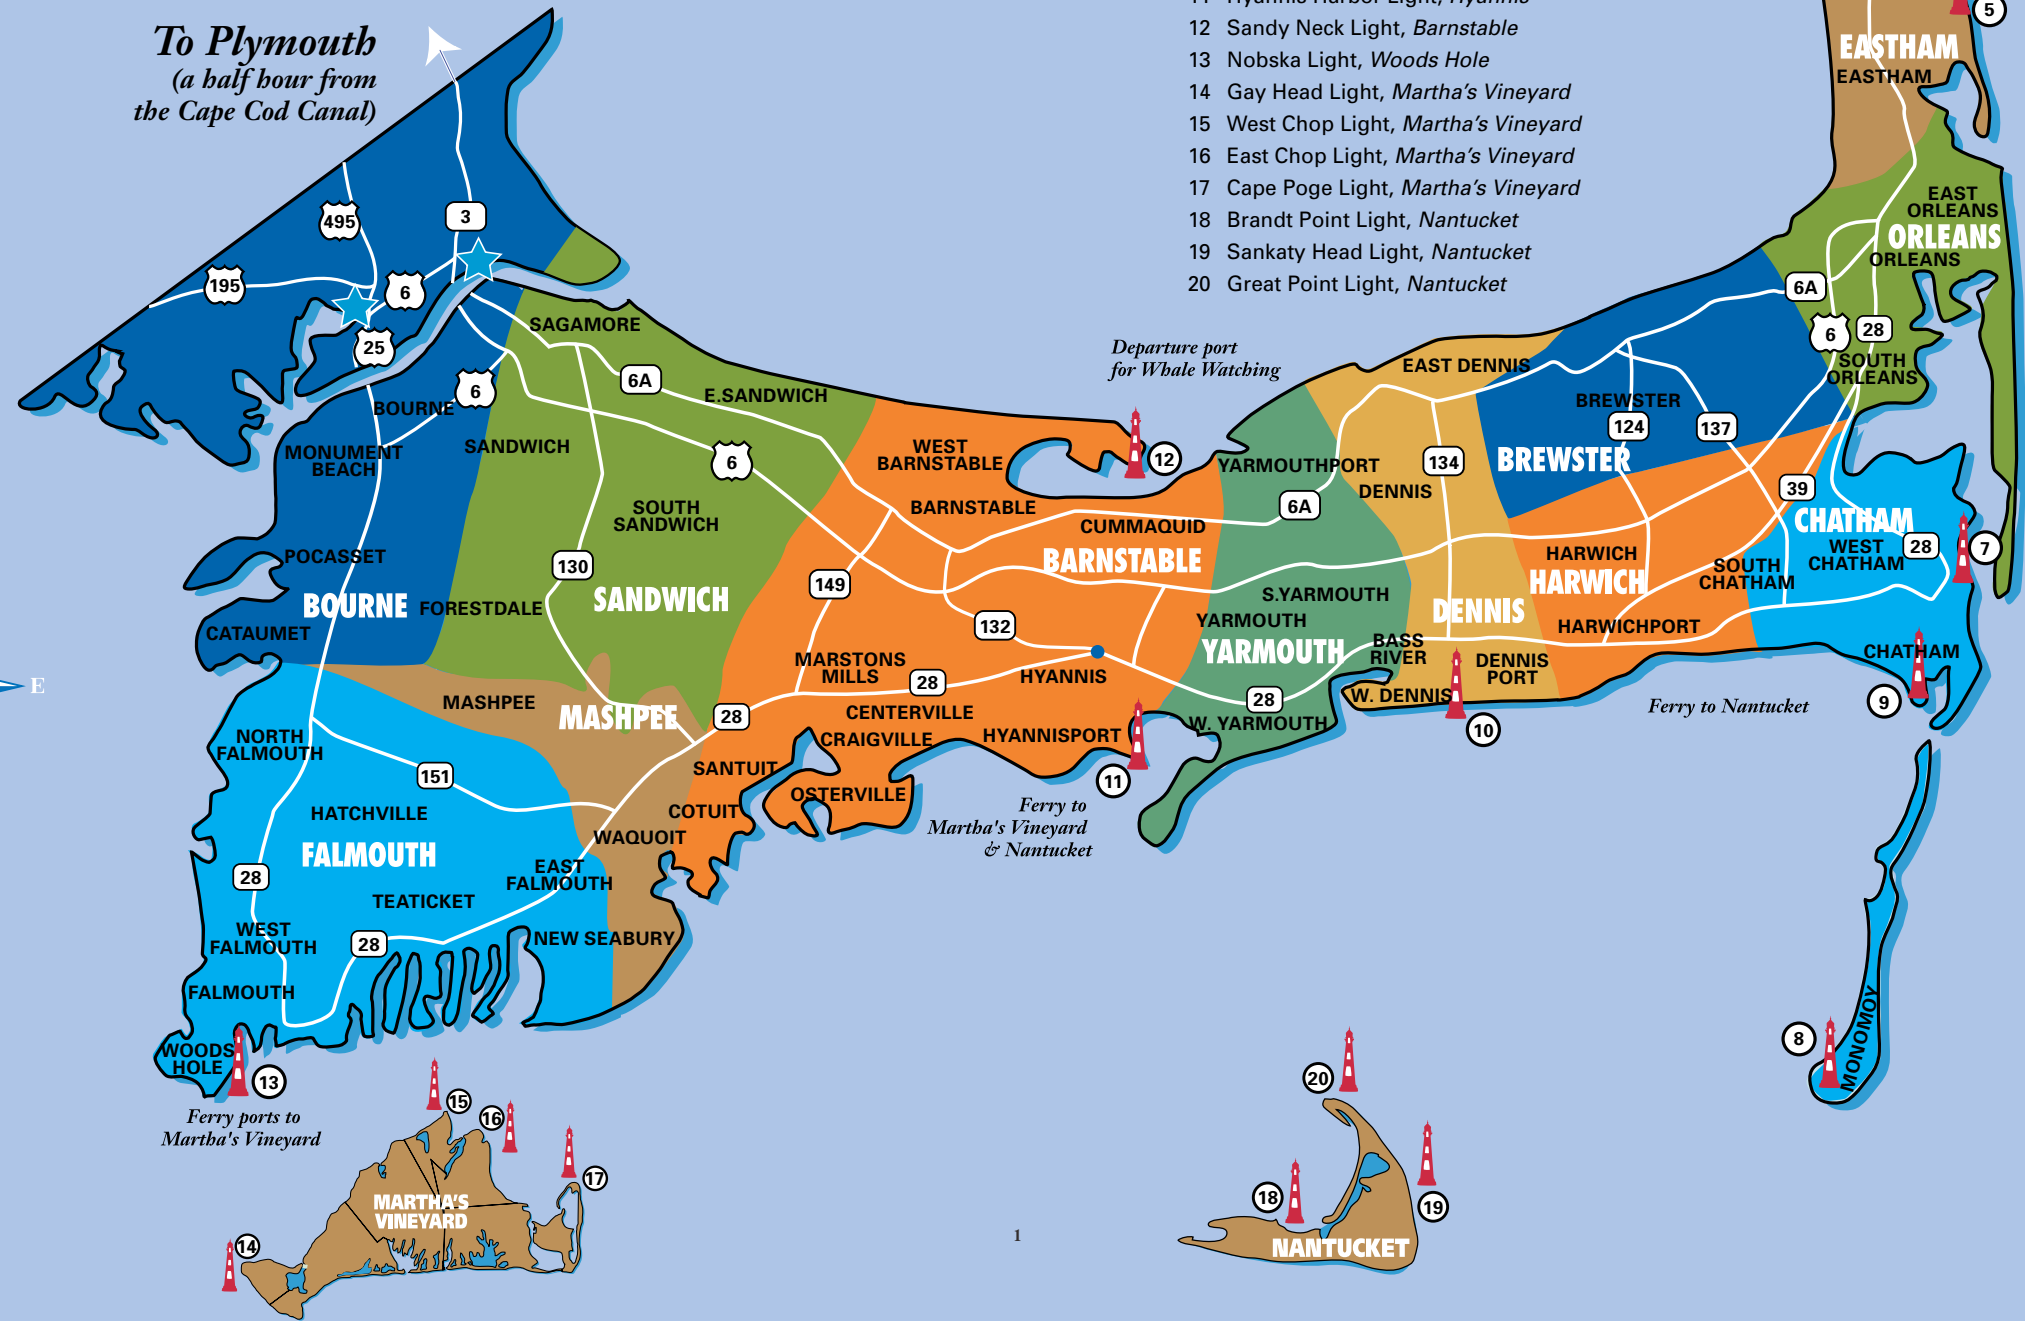 To Plymouth
(a half hour from
the Cape Cod Canal)
11 Hyannis Harbor Light, Hyannis
12 Sandy Neck Light, Barnstable
13 Nobska Light, Woods Hole
14 Gay Head Light, Martha's Vineyard
15 West Chop Light, Martha's Vineyard
16 East Chop Light, Martha's Vineyard
17 Cape Poge Light, Martha's Vineyard
18 Brandt Point Light, Nantucket
19 Sankaty Head Light, Nantucket
20 Great Point Light, Nantucket
5
EASTHAM
EASTHAM
EAST
ORLEANS
ORLEANS
ORLEANS
6A
6
28
SOUTH
ORLEANS
495
3
195
6
25
6
BOURNE
MONUMENT
BEACH
POCASSET
BOURNE
CATAUMET
SAGAMORE
6A
E.SANDWICH
SANDWICH
6
SOUTH
SANDWICH
130
SANDWICH
FORESTDALE
Departure port
for Whale Watching
WEST
BARNSTABLE
12
BARNSTABLE
CUMMAQUID
BARNSTABLE
149
132
MARSTONS
MILLS
28
HYANNIS
CENTERVILLE
CRAIGVILLE
HYANNISPORT
SANTUIT
OSTERVILLE
COTUIT
11
Ferry to
Martha's Vineyard
& Nantucket
YARMOUTHPORT
6A
S.YARMOUTH
YARMOUTH
YARMOUTH
BASS
RIVER
28
W. YARMOUTH
EAST DENNIS
134
DENNIS
DENNIS
DENNIS
PORT
W. DENNIS
10
BREWSTER
124
137
BREWSTER
39
HARWICH
HARWICH
HARWICHPORT
SOUTH
CHATHAM
CHATHAM
WEST
CHATHAM
28
7
CHATHAM
9
Ferry to Nantucket
E
MASHPEE
MASHPEE
28
NORTH
FALMOUTH
151
HATCHVILLE
FALMOUTH
WAQUOIT
EAST
FALMOUTH
28
TEATICKET
WEST
FALMOUTH
28
NEW SEABURY
FALMOUTH
WOODS
HOLE
13
Ferry ports to
Martha's Vineyard
15
16
17
MARTHA'S
VINEYARD
14
1
20
18
19
NANTUCKET
8
MONOMOY